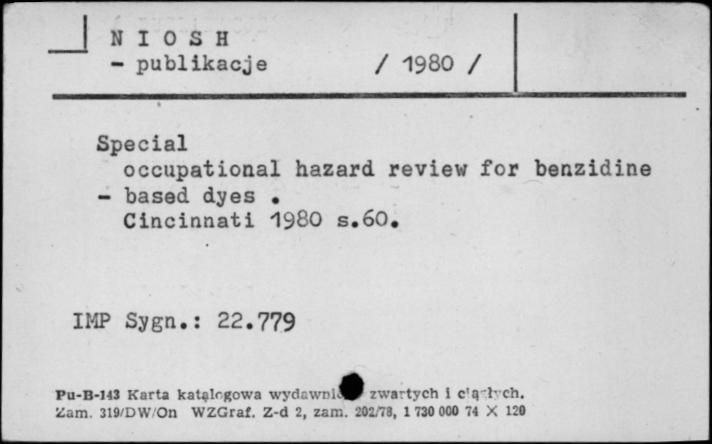 N I O S H
- publikacje / 1980 /
Special
occupational hazard review for benzidine
- based dyes .
Cincinnati 1980 s.60.
IMP Sygn.: 22.779
Pu-B-143 Karta katalogowa zwartych i ciągłych.
Zam. 319/DW/On WZGraf. Z-d 2, zam. 202/78, 1 730 000 74 X 120